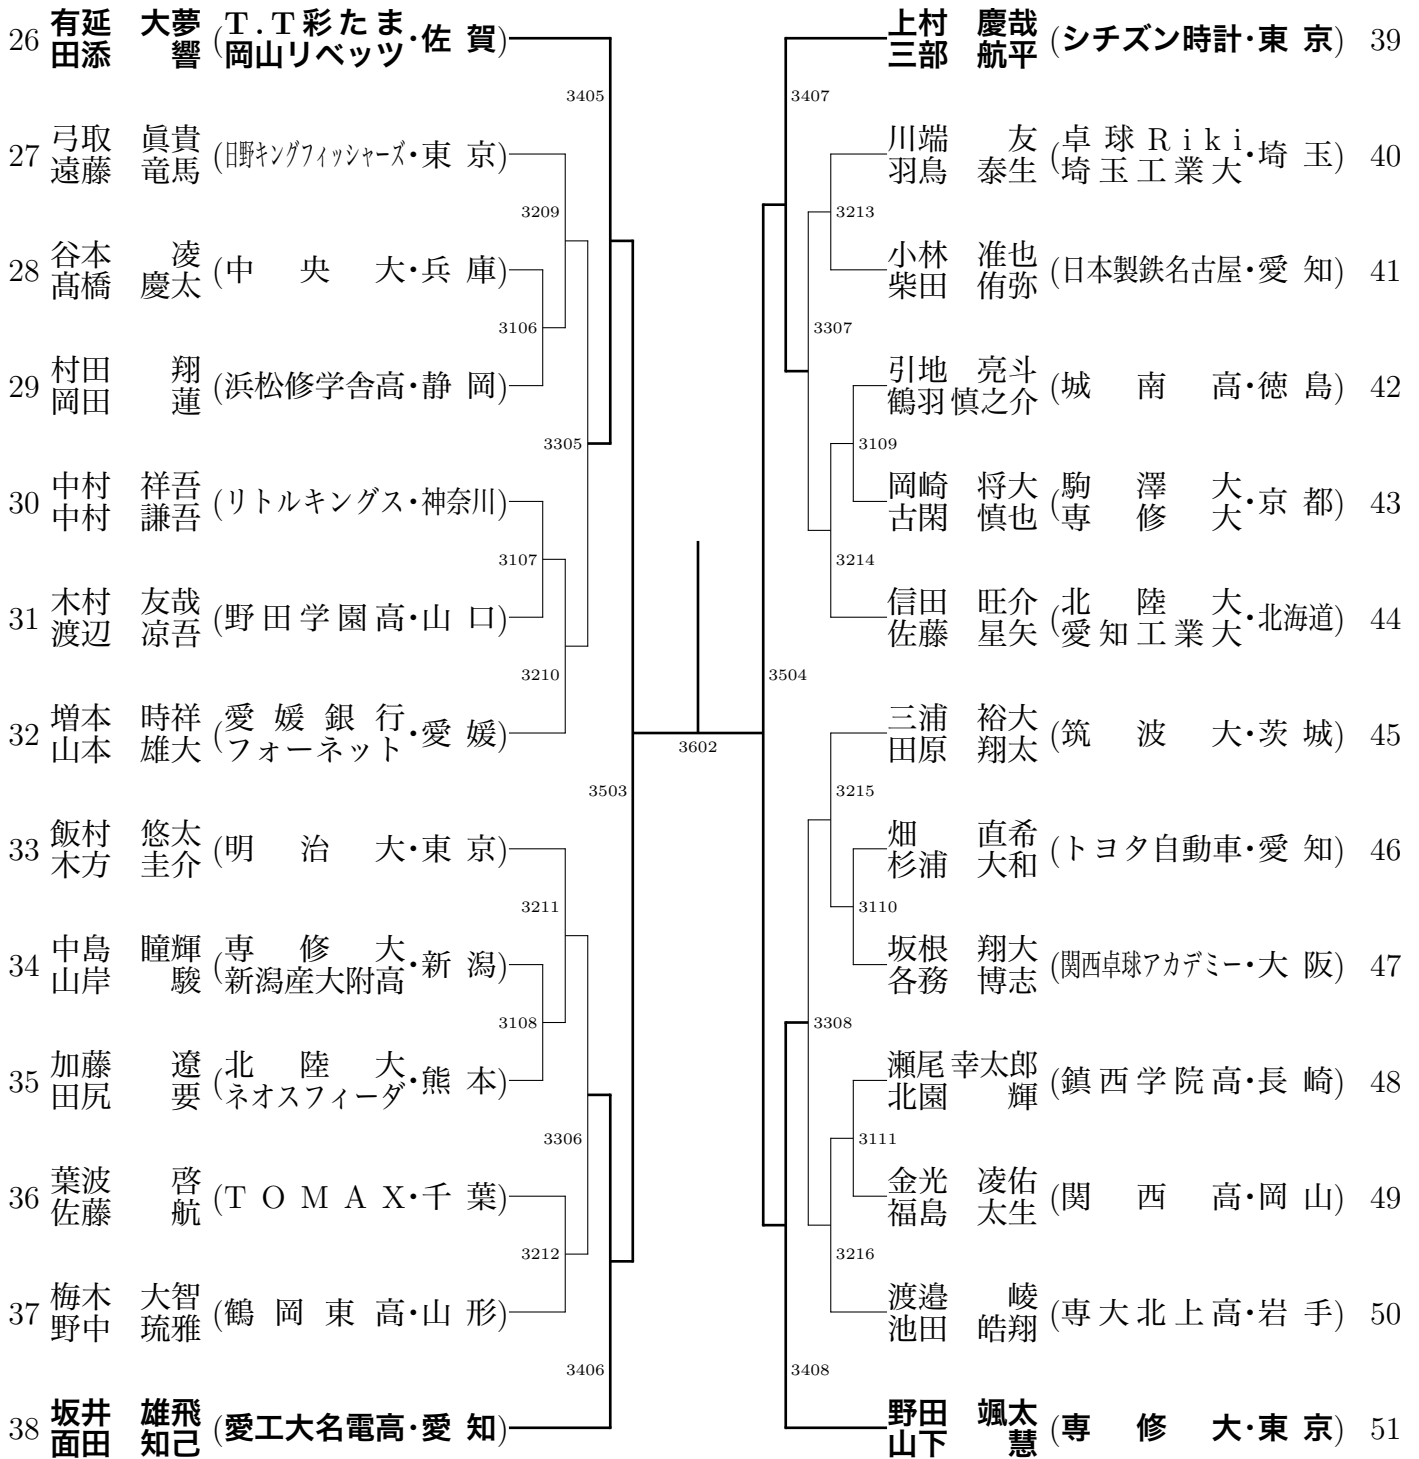 26 有延 大夢 (T.T彩たま・佐賀)
田添 響 岡山リベッツ
3405
27 弓取 眞貴 (日野キングフィッシャーズ・東京)
遠藤 竜馬
3209
28 谷本 凌 (中央大・兵庫)
髙橋 慶太
3106
29 村田 翔 (浜松修学舎高・静岡)
岡田 蓮
3305
30 中村 祥吾 (リトルキングス・神奈川)
中村 謙吾
3107
31 木村 友哉 (野田学園高・山口)
渡辺 凉吾
3210
32 増本 時祥 (愛媛銀行・愛媛)
山本 雄大 フォーネット
3503
33 飯村 悠太 (明治大・東京)
木方 圭介
3211
34 中島 瞳輝 (専修大・新潟)
山岸 駿 新潟産大附高
3108
35 加藤 遼 (北陸大・熊本)
田尻 要 ネオスフィーダ
3306
36 葉波 啓 (TOMAX・千葉)
佐藤 航
3212
37 梅木 大智 (鶴岡東高・山形)
野中 琉雅
3406
38 坂井 雄飛 (愛工大名電高・愛知)
面田 知己
3602
上村 慶哉 (シチズン時計・東京) 39
三部 航平
3407
川端 友 (卓球Riki・埼玉) 40
羽鳥 泰生 埼玉工業大
3213
小林 准也 (日本製鉄名古屋・愛知) 41
柴田 侑弥
3307
引地 亮斗 (城南高・徳島) 42
鶴羽 慎之介
3109
岡崎 将大 (駒澤大・京都) 43
古閑 慎也 専修大
3214
信田 旺介 (北陸大・北海道) 44
佐藤 星矢 愛知工業大
3504
三浦 裕大 (筑波大・茨城) 45
田原 翔太
3215
畑 直希 (トヨタ自動車・愛知) 46
杉浦 大和
3110
坂根 翔大 (関西卓球アカデミー・大阪) 47
各務 博志
3308
瀬尾 幸太郎 (鎮西学院高・長崎) 48
北園 輝
3111
金光 凌佑 (関西高・岡山) 49
福島 太生
3216
渡邉 崚 (専大北上高・岩手) 50
池田 皓翔
3408
野田 颯太 (専修大・東京) 51
山下 慧